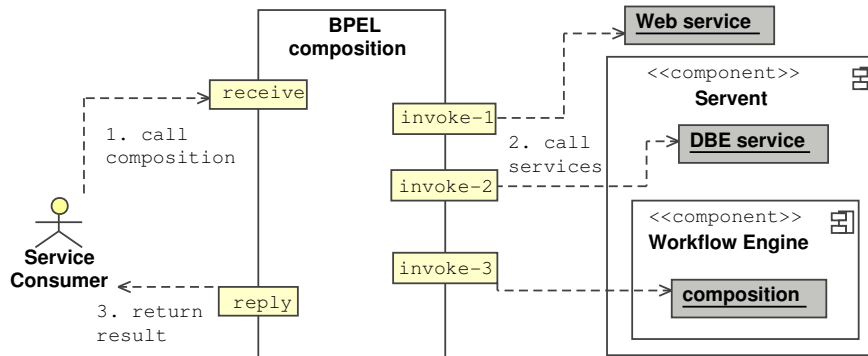 BPEL
composition
Web service
<<component>>
Servent
receive
invoke-1
1. call
composition
2. call
services
DBE service
invoke-2
<<component>>
Workflow Engine
Service
Consumer
invoke-3
composition
reply
3. return
result